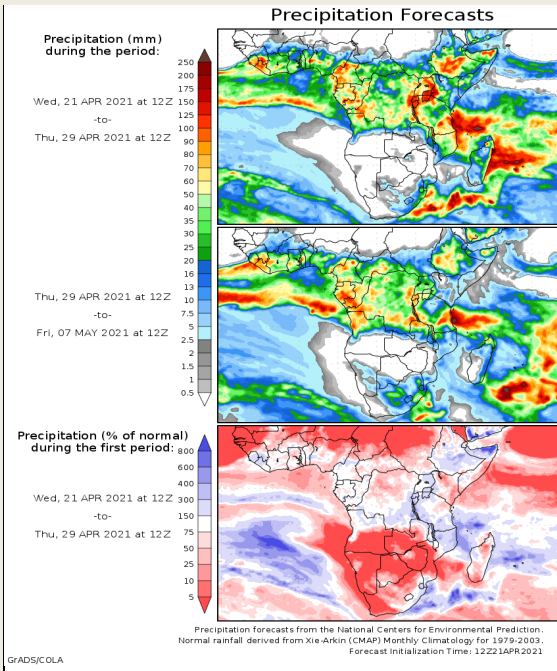 Precipitation Forecasts
Precipitation (mm)
during the period:
Wed, 21 APR 2021 at 12Z
-to-
Thu, 29 APR 2021 at 12Z
250
200
175
150
125
100
90
80
70
60
50
40
35
30
25
20
16
13
10
7.5
5
2.5
2
1.5
1
0.5
Thu, 29 APR 2021 at 12Z
-to-
Fri, 07 MAY 2021 at 12Z
Precipitation (% of normal)
during the first period:
Wed, 21 APR 2021 at 12Z
-to-
Thu, 29 APR 2021 at 12Z
800
600
400
300
150
75
50
25
10
5
Precipitation forecasts from the National Centers for Environmental Prediction.
Normal rainfall derived from Xie-Arkin (CMAP) Monthly Climatology for 1979-2003.
Forecast Initialization Time: 12Z21APR2021
GrADS/COLA